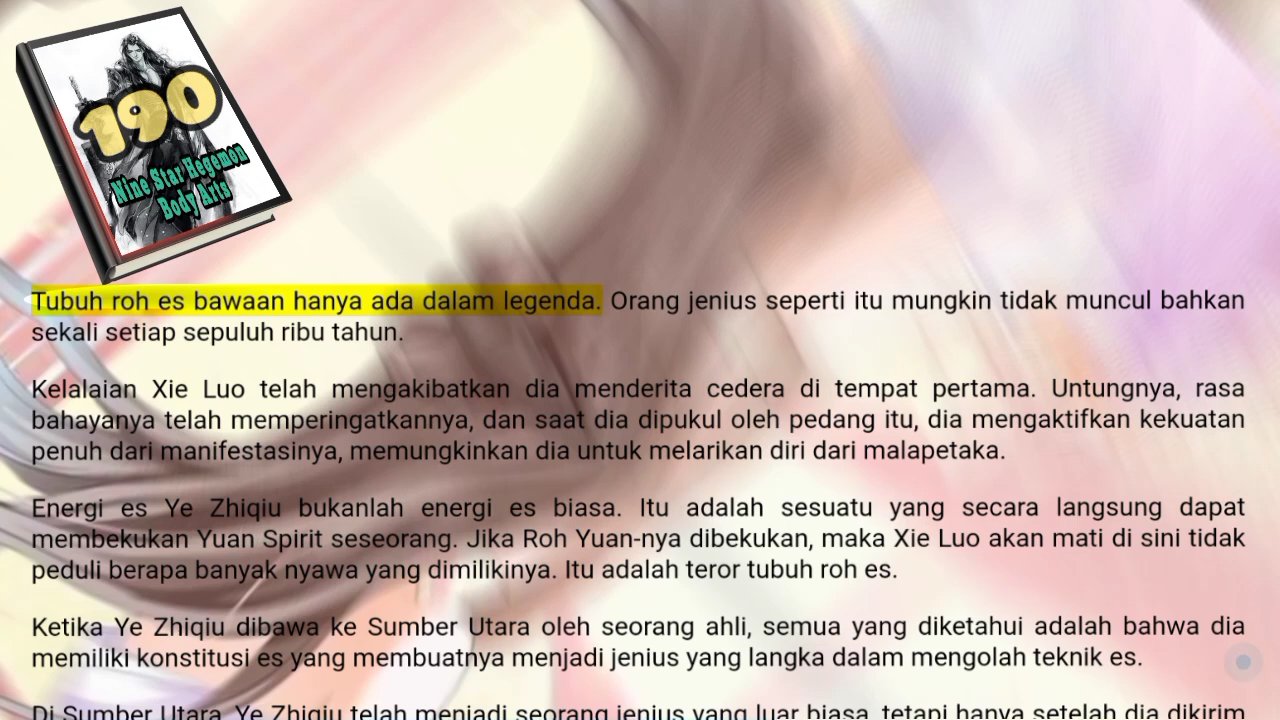 190
Nine Star Hegemon
Body Arts
Tubuh roh es bawaan hanya ada dalam legenda. Orang jenius seperti itu mungkin tidak muncul bahkan
sekali setiap sepuluh ribu tahun.
Kelalaian Xie Luo telah mengakibatkan dia menderita cedera di tempat pertama. Untungnya, rasa
bahayanya telah memperingatkannya, dan saat dia dipukul oleh pedang itu, dia mengaktifkan kekuatan
penuh dari manifestasinya, memungkinkan dia untuk melarikan diri dari malapetaka.
Energi es Ye Zhiqiu bukanlah energi es biasa. Itu adalah sesuatu yang secara langsung dapat
membekukan Yuan Spirit seseorang. Jika Roh Yuan-nya dibekukan, maka Xie Luo akan mati di sini tidak
peduli berapa banyak nyawa yang dimilikinya. Itu adalah teror tubuh roh es.
Ketika Ye Zhiqiu dibawa ke Sumber Utara oleh seorang ahli, semua yang diketahui adalah bahwa dia
memiliki konstitusi es yang membuatnya menjadi jenius yang langka dalam mengolah teknik es.
Di Sumber Utara, Ye Zhiqiu telah menjadi seorang jenius yang luar biasa, tetapi hanya setelah dia dikirim